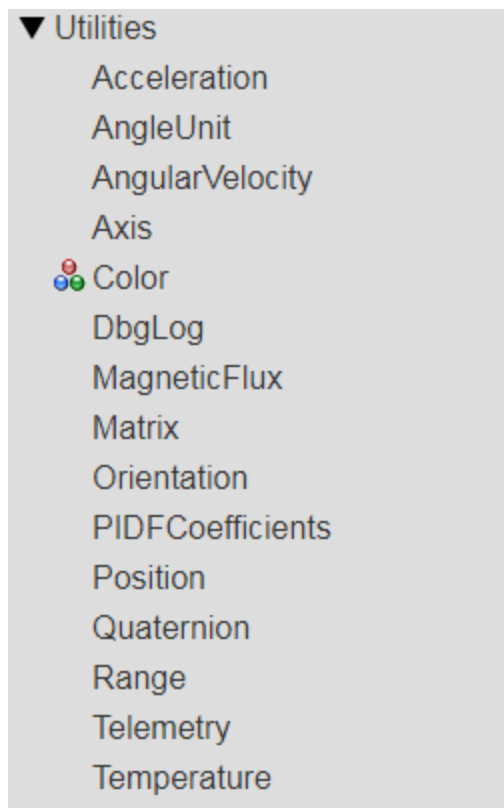 Utilities
Acceleration
AngleUnit
AngularVelocity
Axis
Color
DbgLog
MagneticFlux
Matrix
Orientation
PIDFCoefficients
Position
Quaternion
Range
Telemetry
Temperature